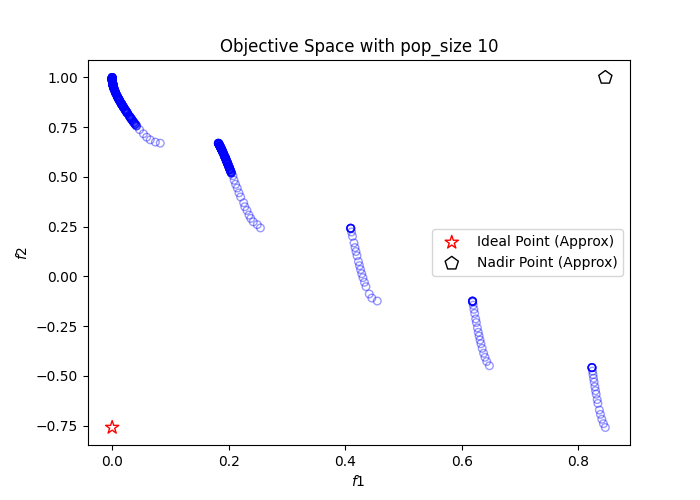 Objective Space with pop_size 10
1.00
0.75
0.50
0.25
0.00
−0.25
−0.50
−0.75
f2
Ideal Point (Approx)
Nadir Point (Approx)
0.0 0.2 0.4 0.6 0.8
f1